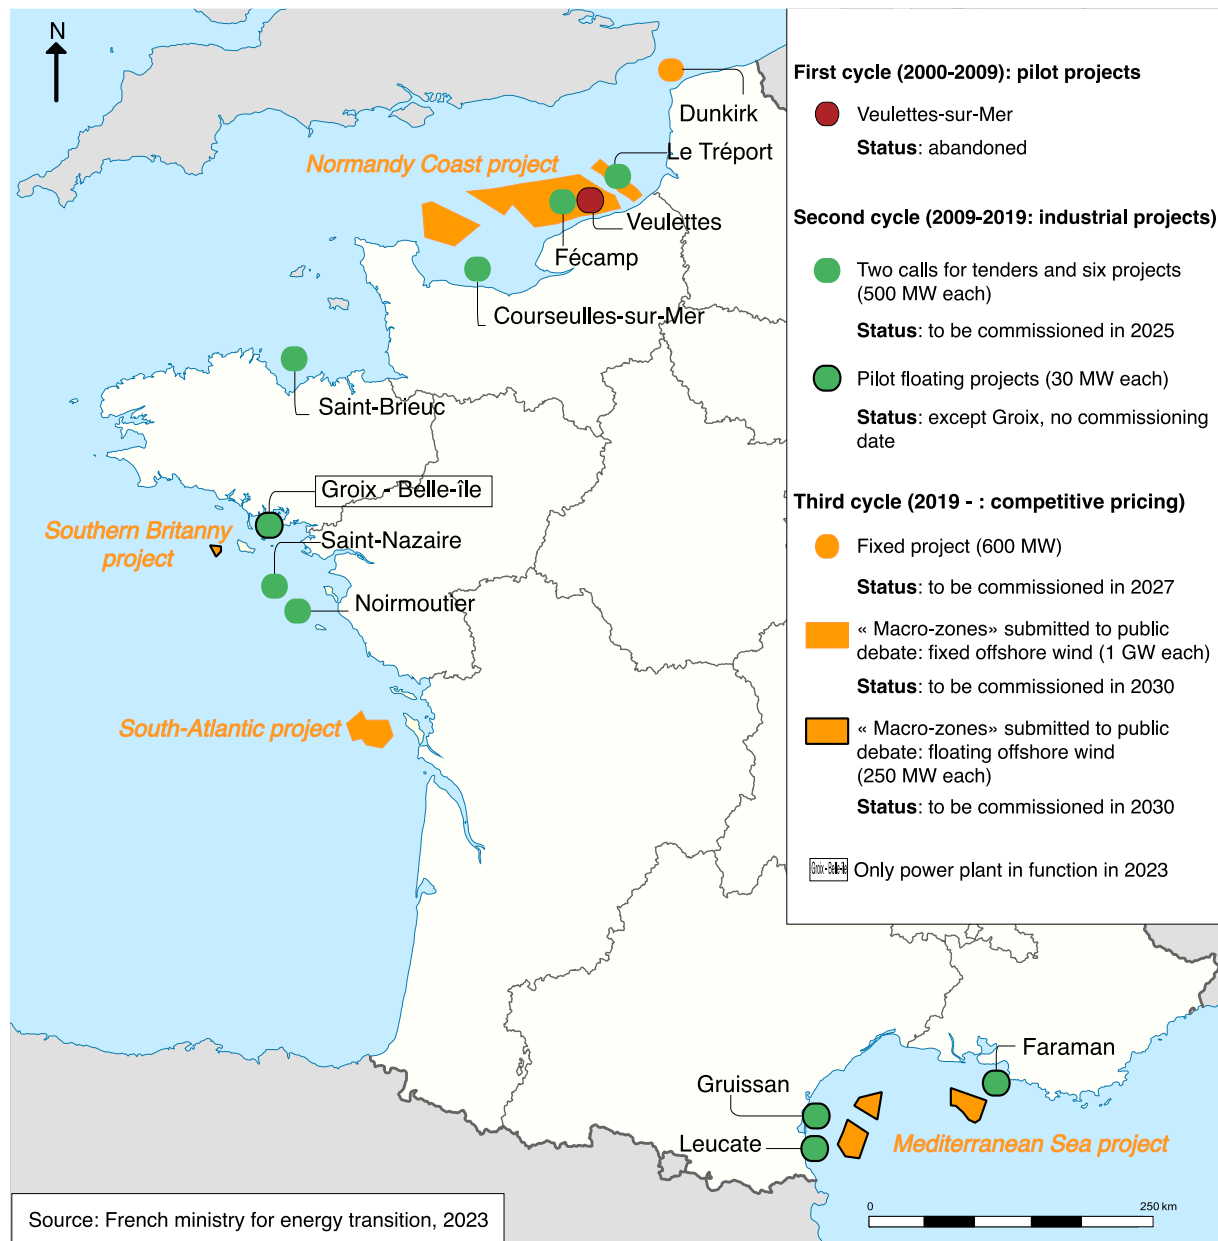 N
Dunkirk
Le Tréport
Normandy Coast project
Veulettes
Fécamp
Courseulles-sur-Mer
Saint-Brieuc
Groix - Belle-île
Southern Britanny
project
Saint-Nazaire
Noirmoutier
South-Atlantic project
Faraman
Gruissan
Leucate
Mediterranean Sea project
0
250 km
Source: French ministry for energy transition, 2023
First cycle (2000-2009): pilot projects
Veulettes-sur-Mer
Status: abandoned
Second cycle (2009-2019: industrial projects)
Two calls for tenders and six projects
(500 MW each)
Status: to be commissioned in 2025
Pilot floating projects (30 MW each)
Status: except Groix, no commissioning
date
Third cycle (2019 - : competitive pricing)
Fixed project (600 MW)
Status: to be commissioned in 2027
« Macro-zones» submitted to public
debate: fixed offshore wind (1 GW each)
Status: to be commissioned in 2030
« Macro-zones» submitted to public
debate: floating offshore wind
(250 MW each)
Status: to be commissioned in 2030
Groix - Belle-île Only power plant in function in 2023